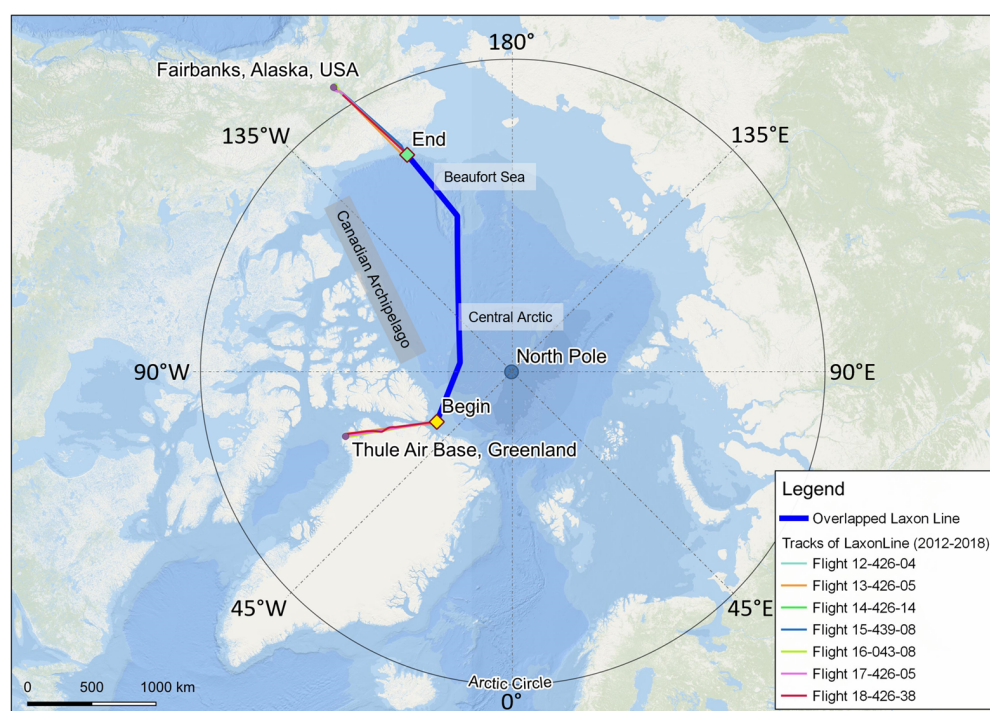 180°
Fairbanks, Alaska, USA
135°W
135°E
End
Beaufort Sea
Canadian Archipelago
Central Arctic
North Pole
90°W
90°E
Begin
Thule Air Base, Greenland
Legend
Overlapped Laxon Line
Tracks of LaxonLine (2012-2018)
Flight 12-426-04
Flight 13-426-05
Flight 14-426-14
Flight 15-439-08
Flight 16-043-08
Flight 17-426-05
Flight 18-426-38
45°W
45°E
Arctic Circle
0°
0 500 1000 km